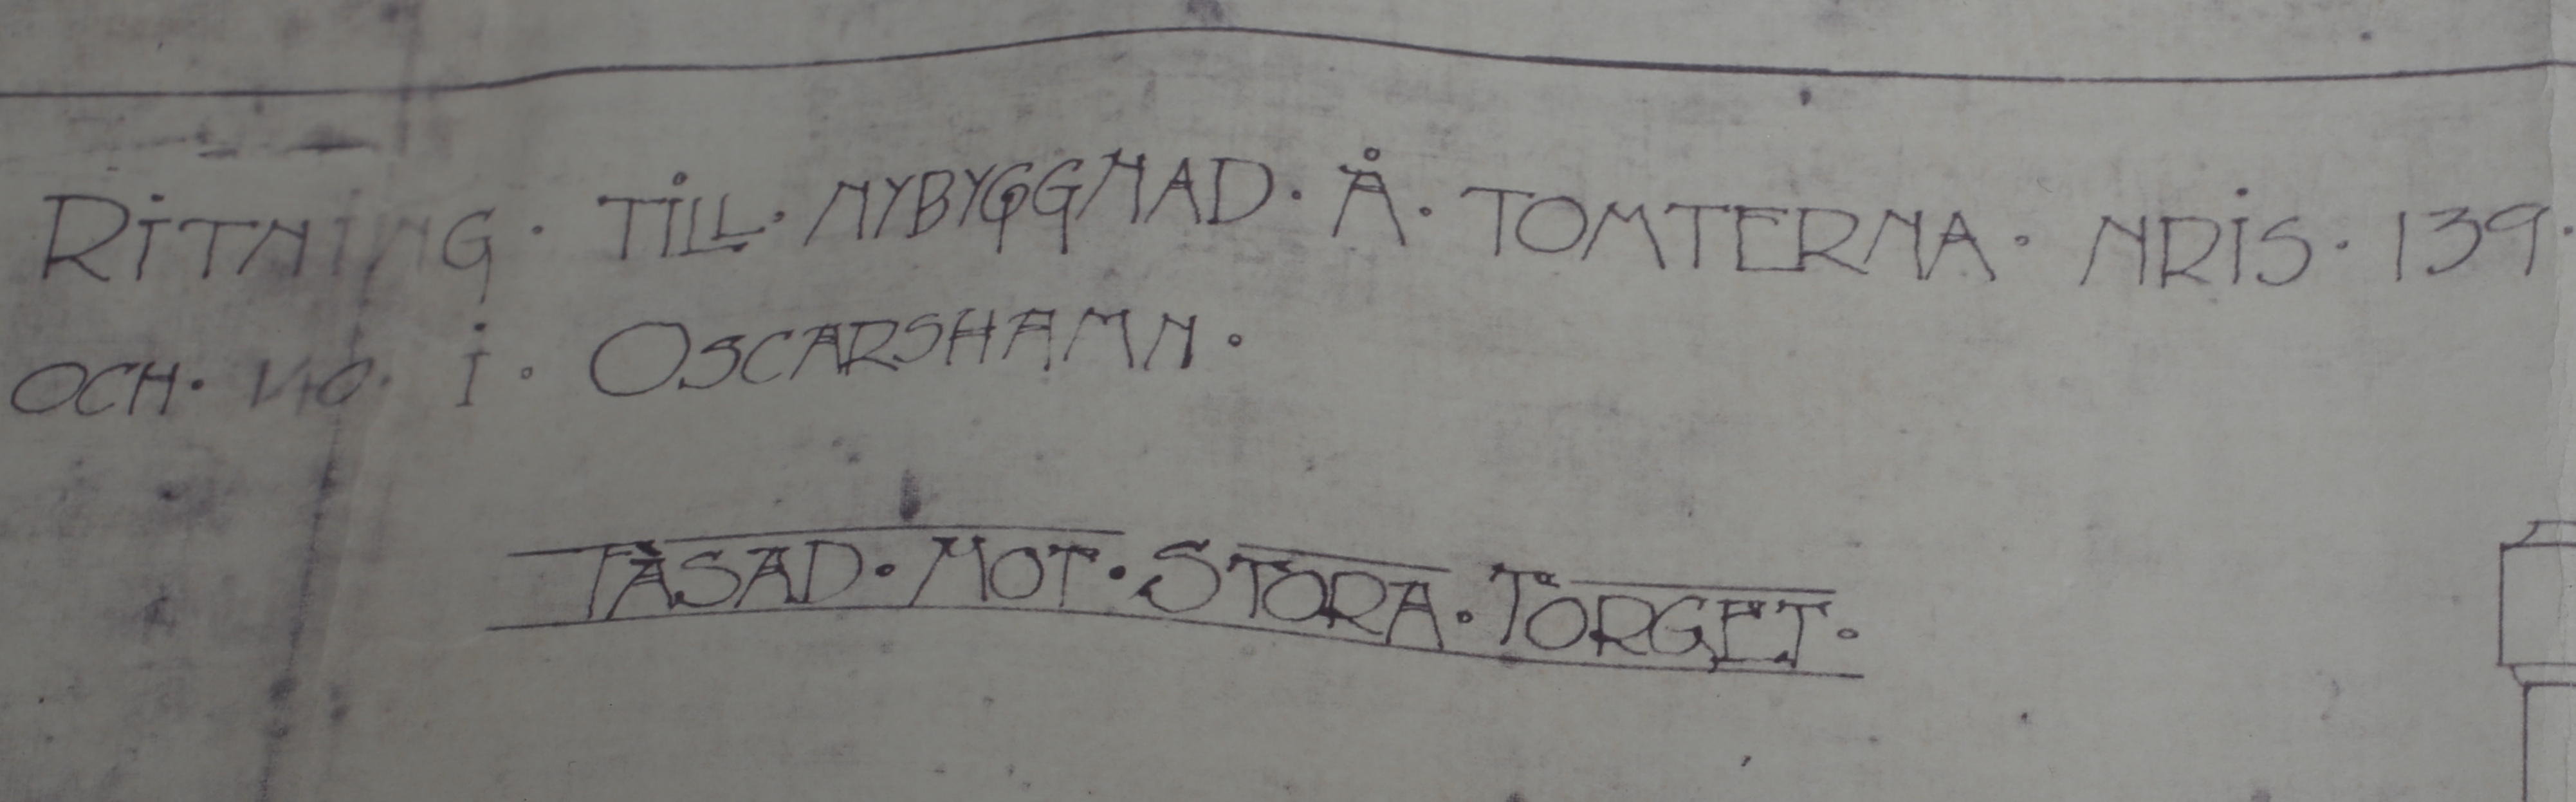 RITNING · TILL · NYBYGGNAD · Å · TOMTERNA · NRIS · 139 ·
OCH · 140 · I · OSCARSHAMN ·
FASAD · MOT · STORA · TORGET ·